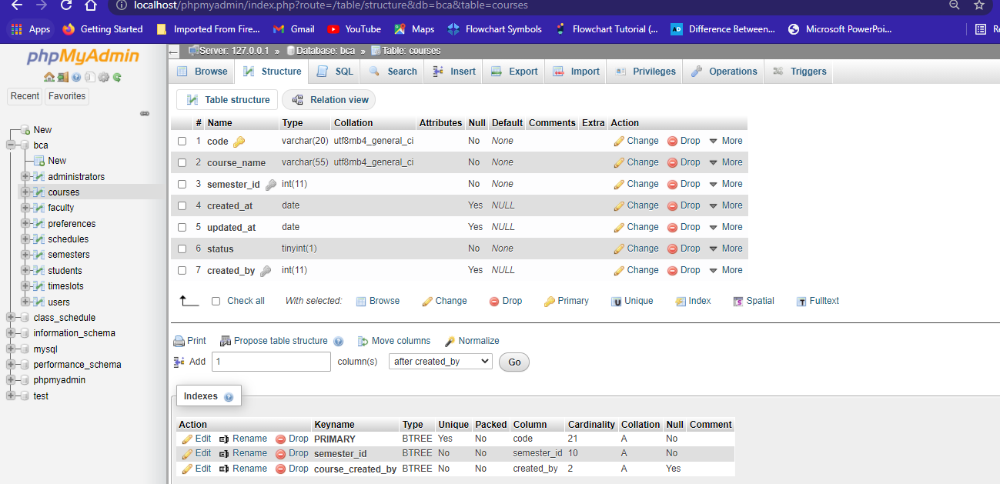 localhost/phpmyadmin/index.php?route=/table/structure&db=bca&table=courses
Apps Getting Started Imported From Fire... Gmail YouTube Maps Flowchart Symbols Flowchart Tutorial (... Difference Between... Microsoft PowerPoi...
phpMyAdmin
Recent Favorites
New
bca
New
administrators
courses
faculty
preferences
schedules
semesters
students
timeslots
users
class_schedule
information_schema
mysql
performance_schema
phpmyadmin
test
Server: 127.0.0.1 » Database: bca » Table: courses
Browse Structure SQL Search Insert Export Import Privileges Operations Triggers
Table structure Relation view
# Name Type Collation Attributes Null Default Comments Extra Action
1 code varchar(20) utf8mb4_general_ci No None Change Drop More
2 course_name varchar(55) utf8mb4_general_ci No None Change Drop More
3 semester_id int(11) No None Change Drop More
4 created_at date Yes NULL Change Drop More
5 updated_at date Yes NULL Change Drop More
6 status tinyint(1) No None Change Drop More
7 created_by int(11) Yes NULL Change Drop More
Check all With selected: Browse Change Drop Primary Unique Index Spatial Fulltext
Print Propose table structure Move columns Normalize
Add 1 column(s) after created_by Go
Indexes
Action Keyname Type Unique Packed Column Cardinality Collation Null Comment
Edit Rename Drop PRIMARY BTREE Yes No code 21 A No
Edit Rename Drop semester_id BTREE No No semester_id 10 A No
Edit Rename Drop course_created_by BTREE No No created_by 2 A Yes